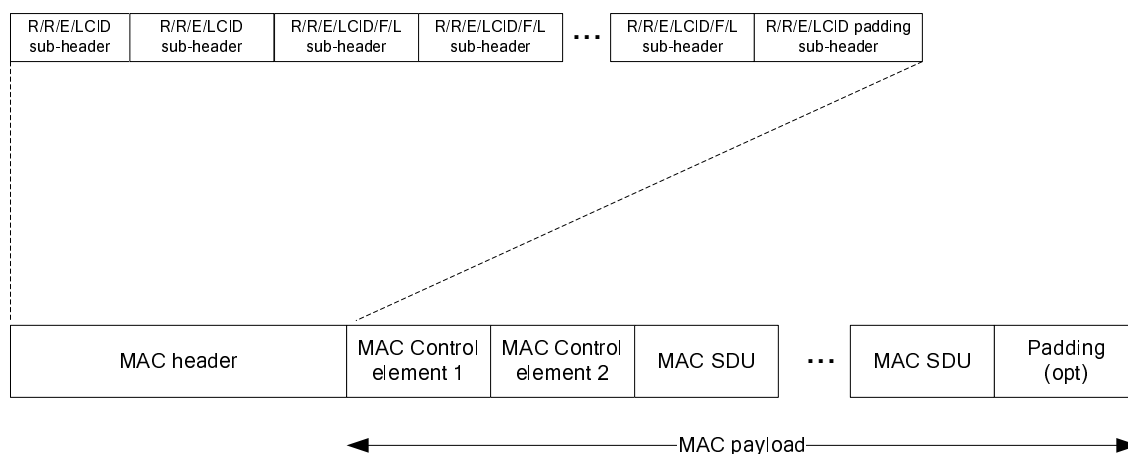 R/R/E/LCID
sub-header
R/R/E/LCID
sub-header
R/R/E/LCID/F/L
sub-header
R/R/E/LCID/F/L
sub-header
...
R/R/E/LCID/F/L
sub-header
R/R/E/LCID padding
sub-header
MAC header
MAC Control
element 1
MAC Control
element 2
MAC SDU
...
MAC SDU
Padding
(opt)
MAC payload